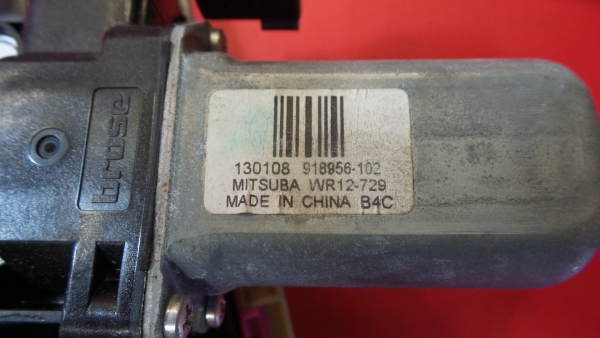 brose
130108 918956-102
MITSUBA WR12-729
MADE IN CHINA B4C